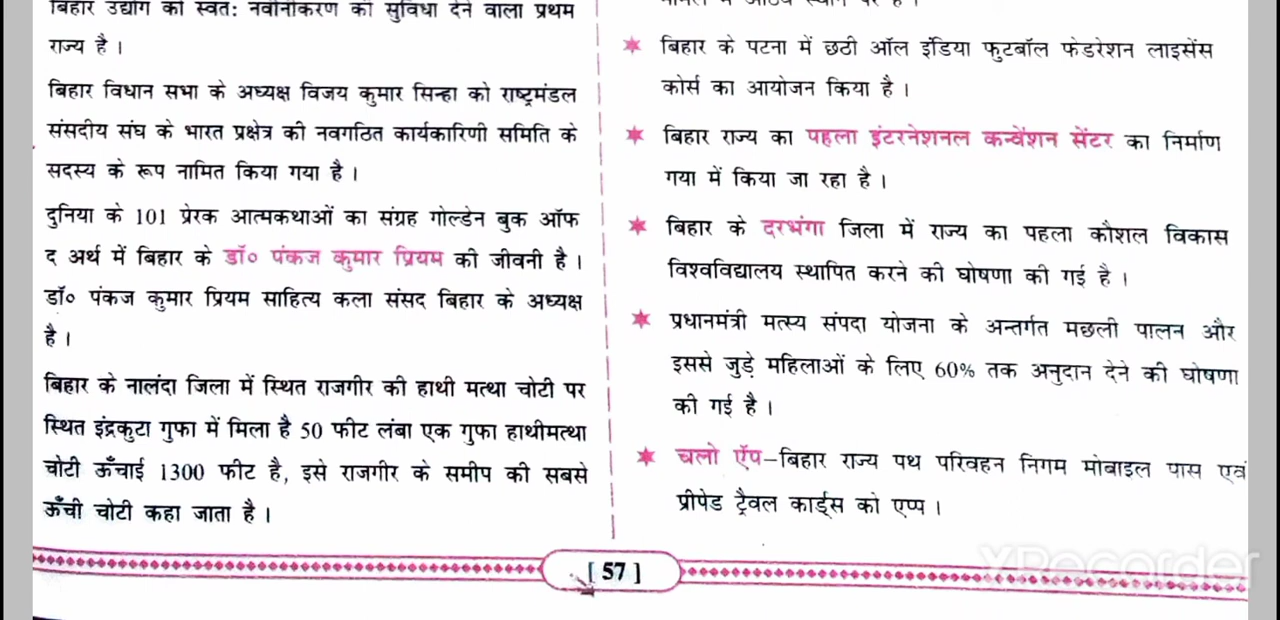 बिहार उद्योग को स्वतः नवीनीकरण की सुविधा देने वाला प्रथम
राज्य है ।
बिहार विधान सभा के अध्यक्ष विजय कुमार सिन्हा को राष्ट्रमंडल
संसदीय संघ के भारत प्रक्षेत्र की नवगठित कार्यकारिणी समिति के
सदस्य के रूप नामित किया गया है ।
दुनिया के 101 प्रेरक आत्मकथाओं का संग्रह गोल्डेन बुक ऑफ
द अर्थ में बिहार के डॉ० पंकज कुमार प्रियम की जीवनी है ।
डॉ० पंकज कुमार प्रियम साहित्य कला संसद बिहार के अध्यक्ष
है ।
बिहार के नालंदा जिला में स्थित राजगीर की हाथी मत्था चोटी पर
स्थित इंद्रकुटा गुफा में मिला है 50 फीट लंबा एक गुफा हाथीमत्था
चोटी ऊँचाई 1300 फीट है, इसे राजगीर के समीप की सबसे
ऊँची चोटी कहा जाता है ।
बिहार के पटना में छठी ऑल इंडिया फुटबॉल फेडरेशन लाइसेंस
कोर्स का आयोजन किया है ।
बिहार राज्य का पहला इंटरनेशनल कन्वेंशन सेंटर का निर्माण
गया में किया जा रहा है ।
बिहार के दरभंगा जिला में राज्य का पहला कौशल विकास
विश्वविद्यालय स्थापित करने की घोषणा की गई है ।
प्रधानमंत्री मत्स्य संपदा योजना के अन्तर्गत मछली पालन और
इससे जुड़े महिलाओं के लिए 60% तक अनुदान देने की घोषणा
की गई है ।
चलो ऍप–बिहार राज्य पथ परिवहन निगम मोबाइल पास एवं
प्रीपेड ट्रैवल कार्ड्स को एप्प ।
[ 57 ]
XRecorder